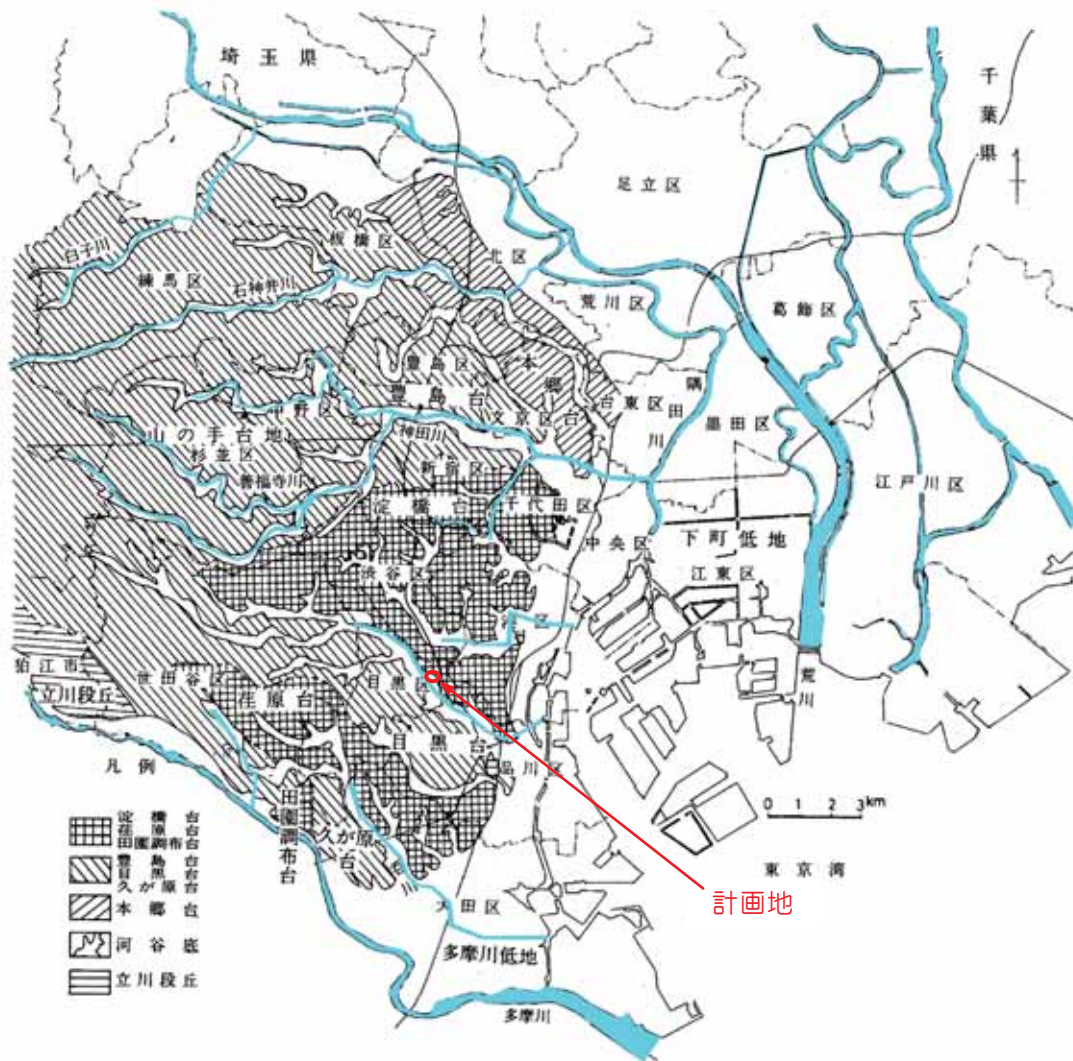 埼玉県
千葉県
足立区
板橋区
北区
白子川
練馬区
石神井川
荒川区
葛飾区
豊島区
本郷台
豊島台
文京区
台東区
隅田川
墨田区
中野区
山の手台地
杉並区
神田川
善福寺川
新宿区
江戸川区
淀橋台
千代田区
中央区
下町低地
江東区
渋谷区
港区
狛江市
立川段丘
世田谷区
荏原台
目黒区
荒川
目黒台
品川区
凡例
田園調布台
久が原台
0 1 2 3 km
東京湾
計画地
淀橋台
荏原台
田園調布台
豊島台
目黒台
久が原台
本郷台
河谷底
立川段丘
大田区
多摩川低地
多摩川